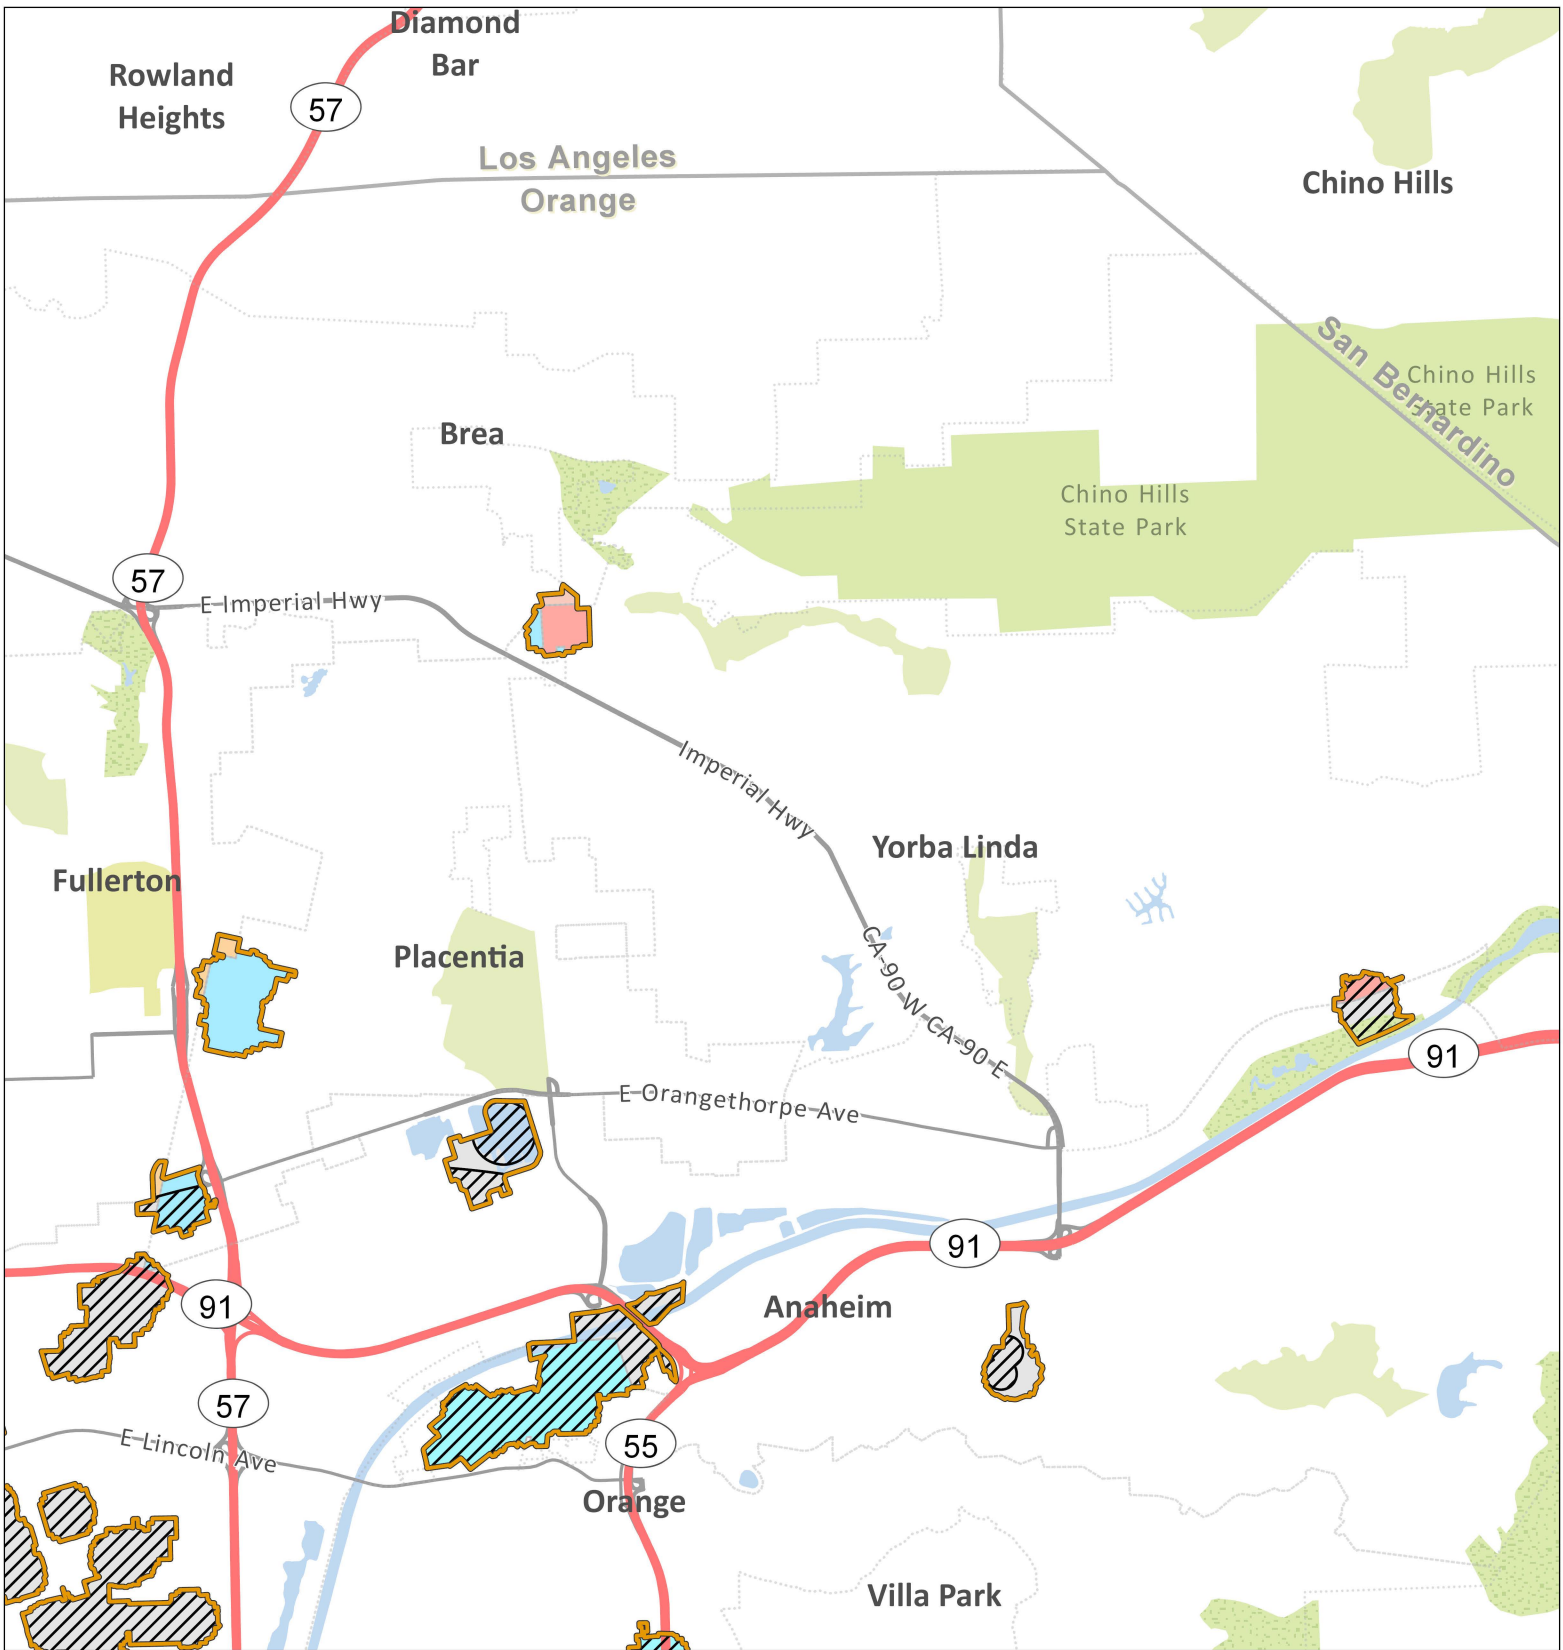 Diamond
Bar
Rowland
Heights
57
Los Angeles
Orange
Chino Hills
San Bernardino
Chino Hills
State Park
Brea
Chino Hills
State Park
57
E Imperial Hwy
Imperial Hwy
Yorba Linda
Fullerton
Placentia
CA-90 W
CA-90 E
91
E Orangethorpe Ave
91
91
Anaheim
57
E Lincoln Ave
55
Orange
Villa Park